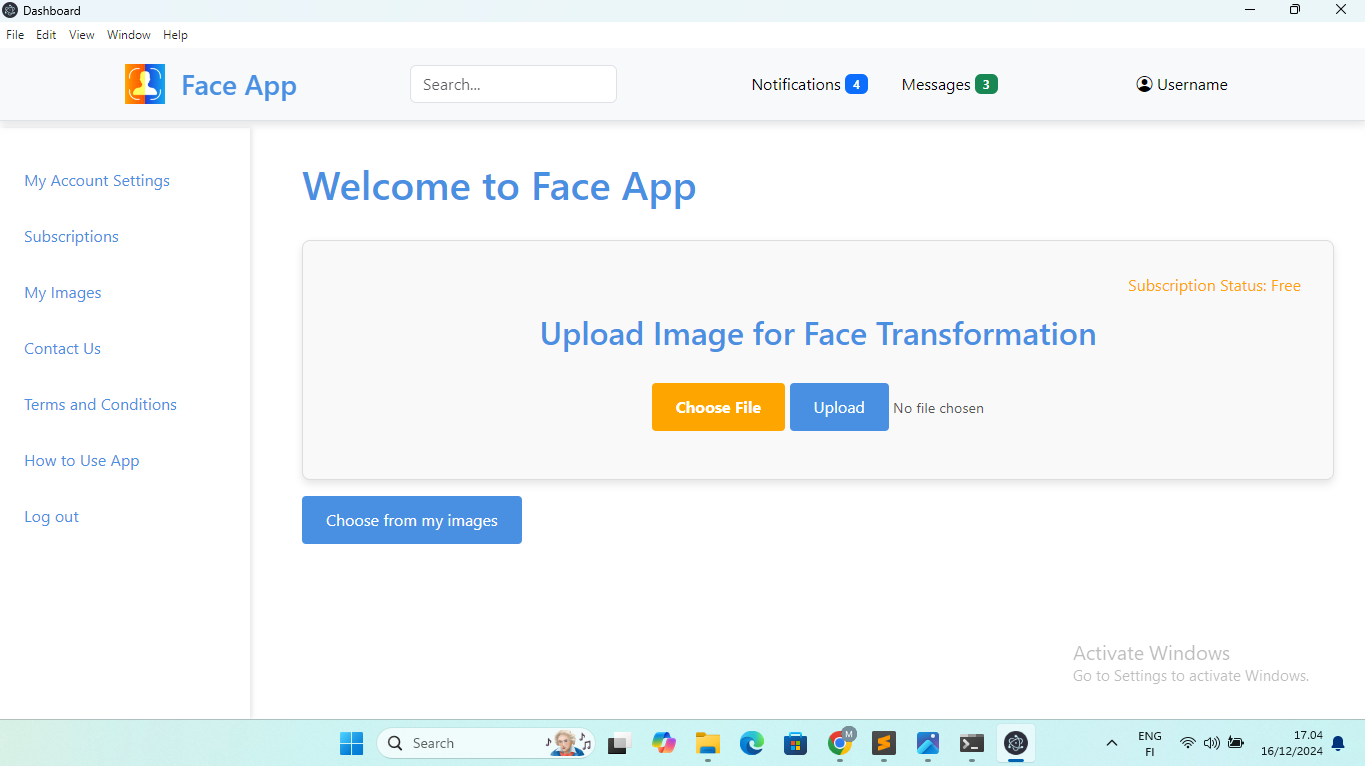 Dashboard
File Edit View Window Help
Face App
Search...
Notifications 4
Messages 3
Username
My Account Settings
Subscriptions
My Images
Contact Us
Terms and Conditions
How to Use App
Log out
Welcome to Face App
Subscription Status: Free
Upload Image for Face Transformation
Choose File Upload No file chosen
Choose from my images
Activate Windows
Go to Settings to activate Windows.
Search
M
ENG
FI
17.04
16/12/2024